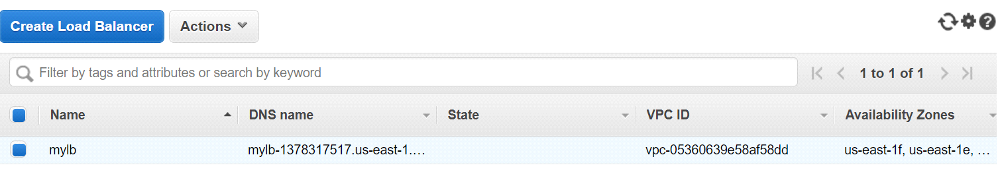 Create Load Balancer Actions
Filter by tags and attributes or search by keyword 1 to 1 of 1
Name DNS name State VPC ID Availability Zones
mylb mylb-1378317517.us-east-1.… vpc-05360639e58af58dd us-east-1f, us-east-1e, …